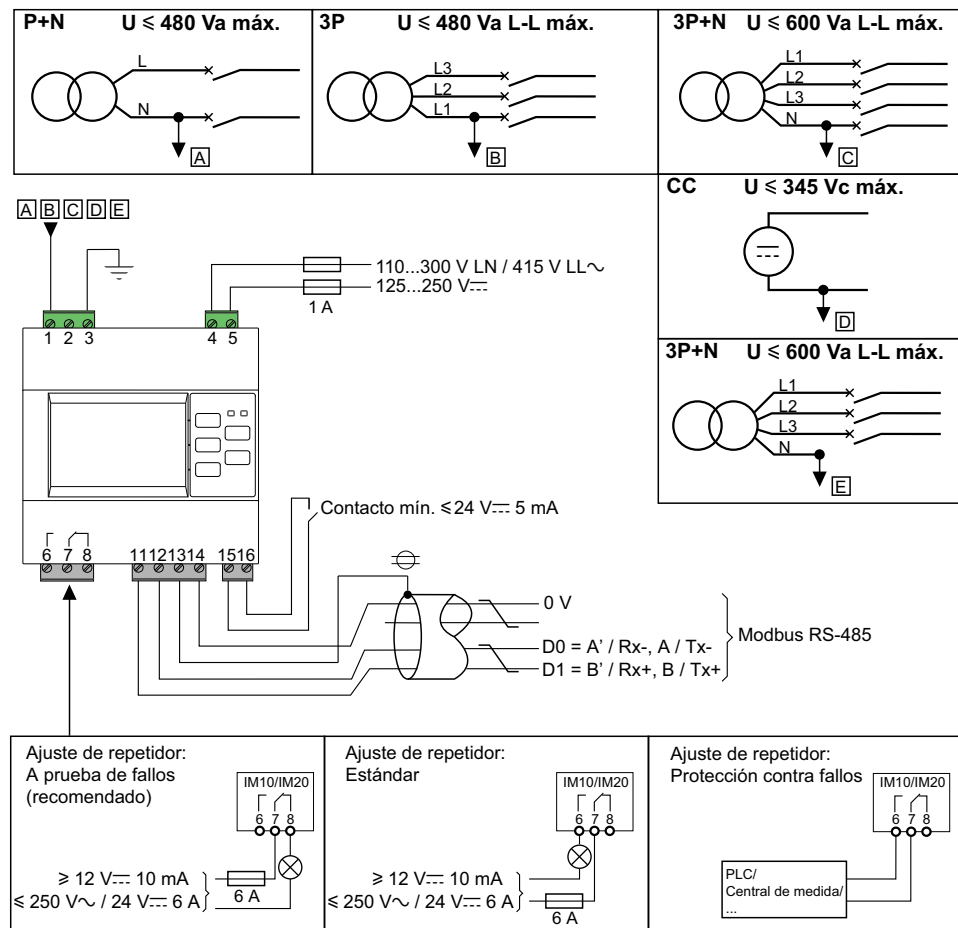 P+N U ⩽ 480 Va máx.
L
N
A
3P U ⩽ 480 Va L-L máx.
L3
L2
L1
B
3P+N U ⩽ 600 Va L-L máx.
L1
L2
L3
N
C
CC U ⩽ 345 Vc máx.
D
3P+N U ⩽ 600 Va L-L máx.
L1
L2
L3
N
E
A B C D E
110...300 V LN / 415 V LL∿
125...250 V⎓
1 A
1 2 3 4 5
Contacto mín. ⩽ 24 V⎓ 5 mA
6 7 8 11 12 13 14 15 16
0 V
D0 = A' / Rx-, A / Tx-
D1 = B' / Rx+, B / Tx+
Modbus RS-485
Ajuste de repetidor:
A prueba de fallos
(recomendado)
IM10/IM20
6 7 8
⩾ 12 V⎓ 10 mA
⩽ 250 V∿ / 24 V⎓ 6 A
6 A
Ajuste de repetidor:
Estándar
IM10/IM20
6 7 8
⩾ 12 V⎓ 10 mA
⩽ 250 V∿ / 24 V⎓ 6 A
6 A
Ajuste de repetidor:
Protección contra fallos
IM10/IM20
6 7 8
PLC/
Central de medida/
...